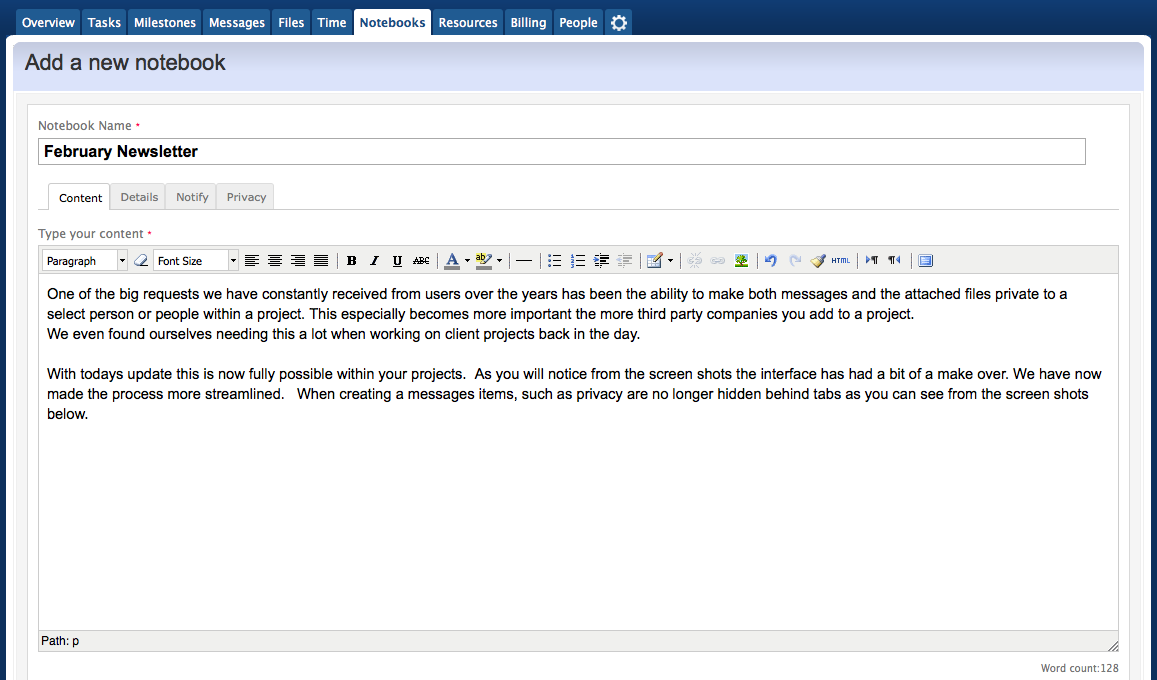 Overview Tasks Milestones Messages Files Time Notebooks Resources Billing People
Add a new notebook
Notebook Name *
February Newsletter
Content Details Notify Privacy
Type your content *
Paragraph Font Size B I U ABC A ab HTML
One of the big requests we have constantly received from users over the years has been the ability to make both messages and the attached files private to a
select person or people within a project. This especially becomes more important the more third party companies you add to a project.
We even found ourselves needing this a lot when working on client projects back in the day.
With todays update this is now fully possible within your projects.  As you will notice from the screen shots the interface has had a bit of a make over. We have now
made the process more streamlined.   When creating a messages items, such as privacy are no longer hidden behind tabs as you can see from the screen shots
below.
Path: p
Word count:128